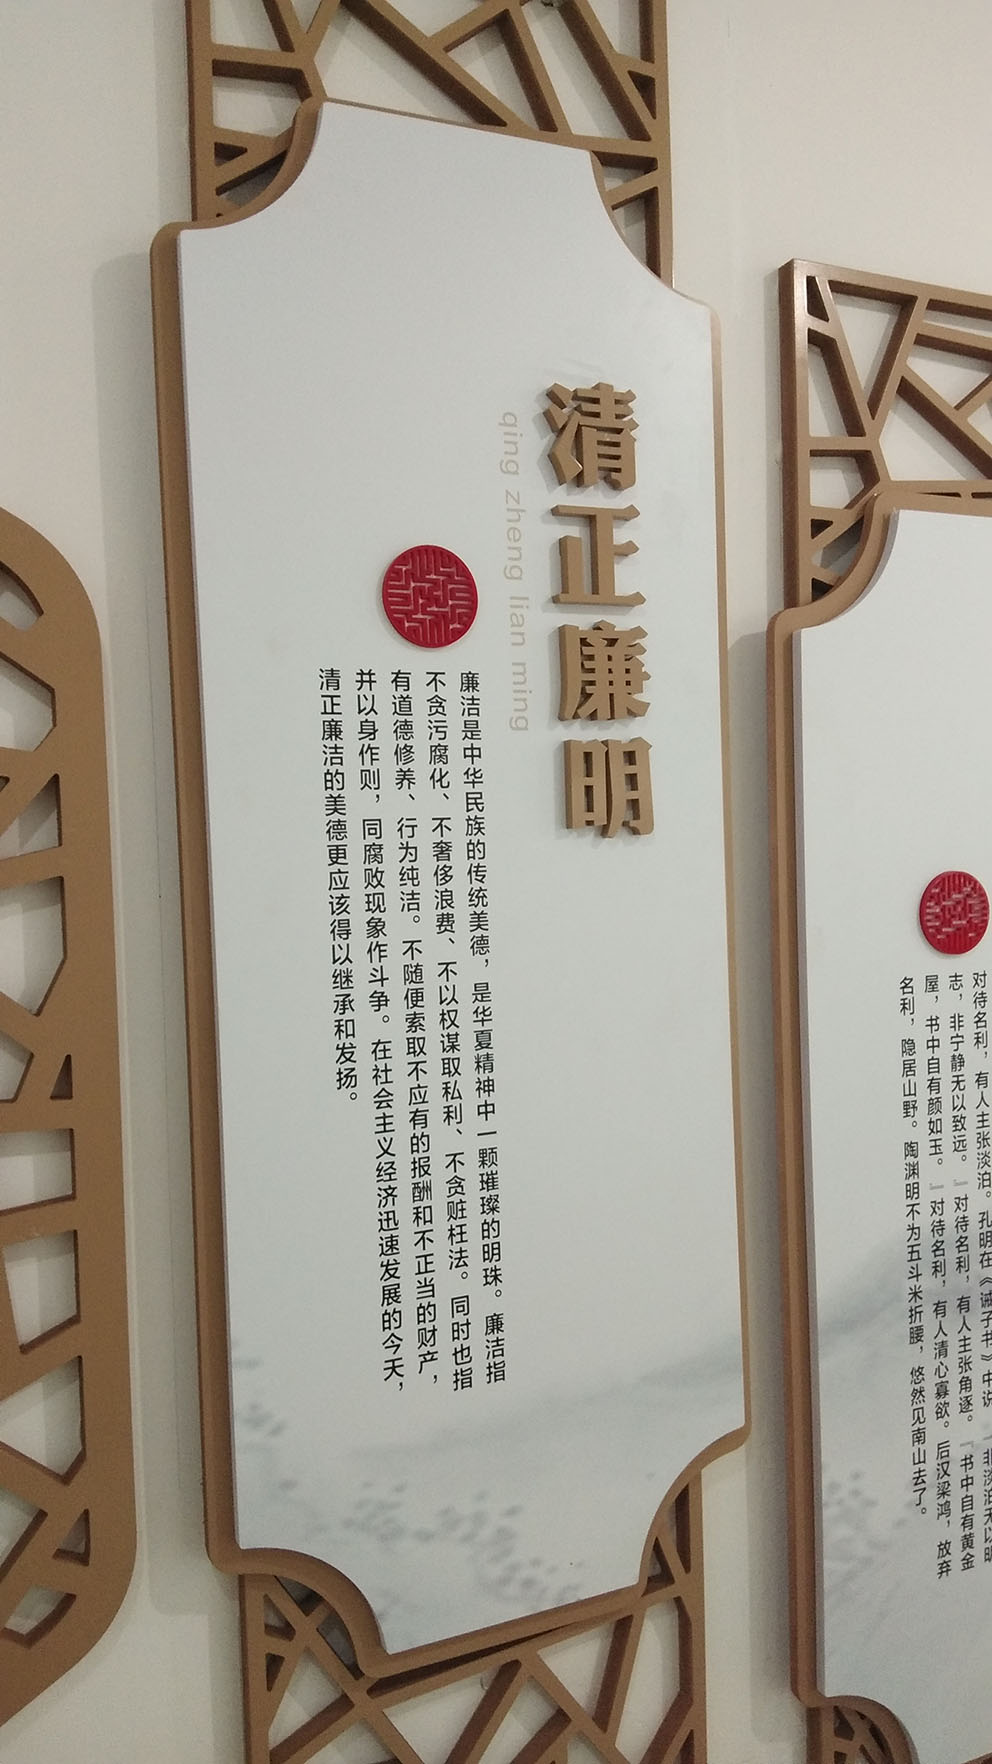 清正廉明
qing zheng lian ming
廉洁是中华民族的传统美德，是华夏精神中一颗璀璨的明珠。廉洁指
不贪污腐化、不奢侈浪费、不以权谋取私利、不贪赃枉法。同时也指
有道德修养、行为纯洁。不随便索取不应有的报酬和不正当的财产，
并以身作则，同腐败现象作斗争。在社会主义经济迅速发展的今天，
清正廉洁的美德更应该得以继承和发扬。
对待名利，有人主张淡泊。孔明在《诫子书》中说『非淡泊无以明
志，非宁静无以致远。』对待名利，有人主张角逐。『书中自有黄金
屋，书中自有颜如玉。』对待名利，有人清心寡欲。后汉梁鸿，放弃
名利，隐居山野。陶渊明不为五斗米折腰，悠然见南山去了。